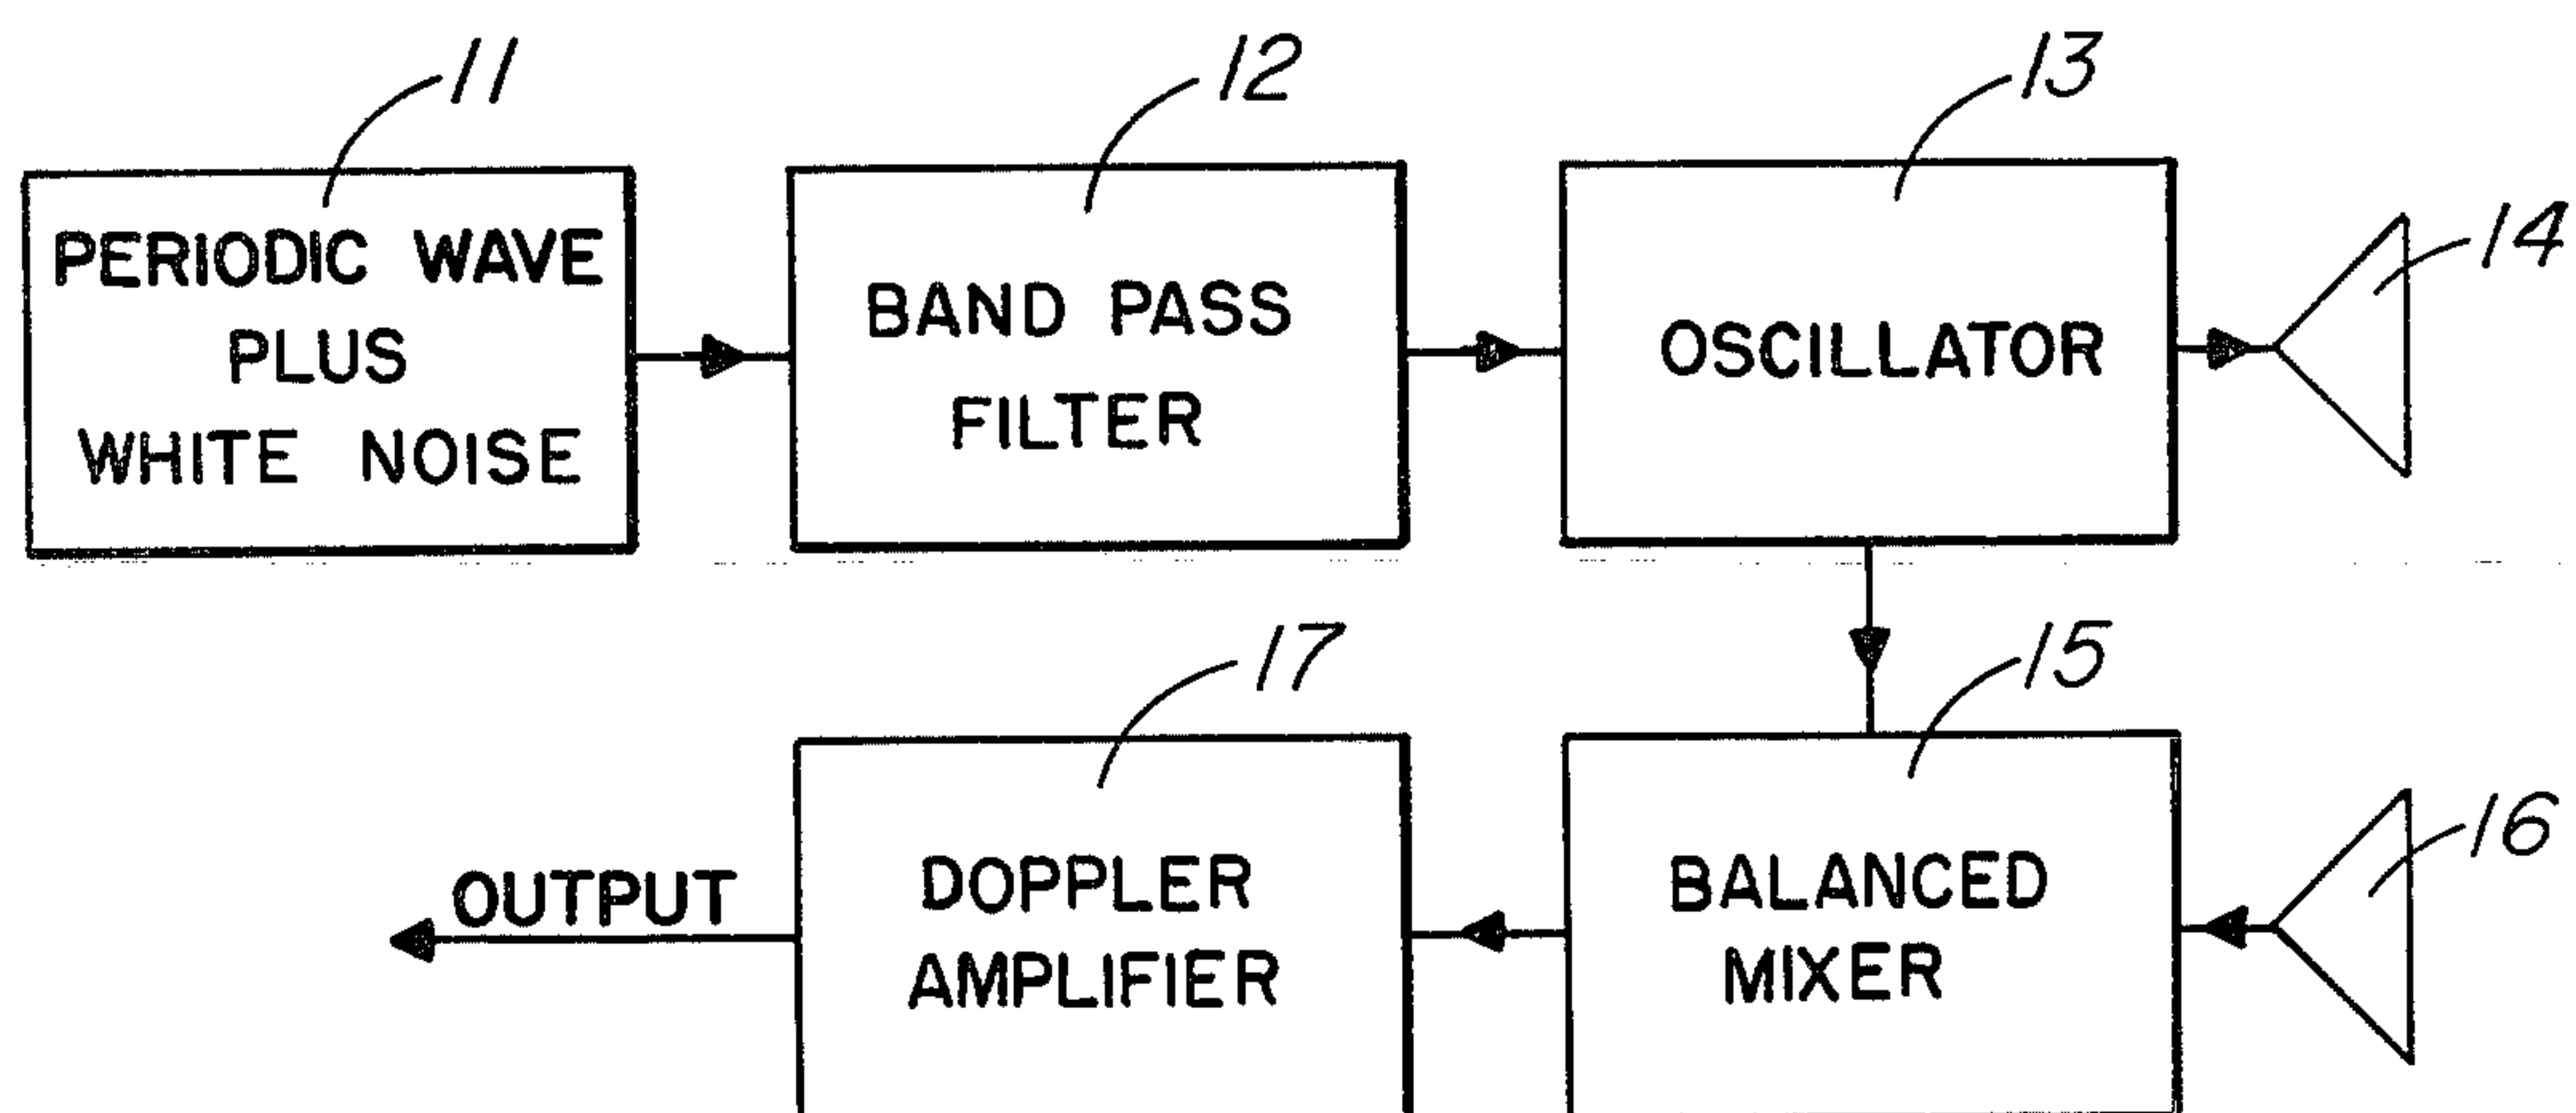 11
12
13
14
PERIODIC WAVE
PLUS
WHITE NOISE
BAND PASS
FILTER
OSCILLATOR
17
15
16
OUTPUT
DOPPLER
AMPLIFIER
BALANCED
MIXER